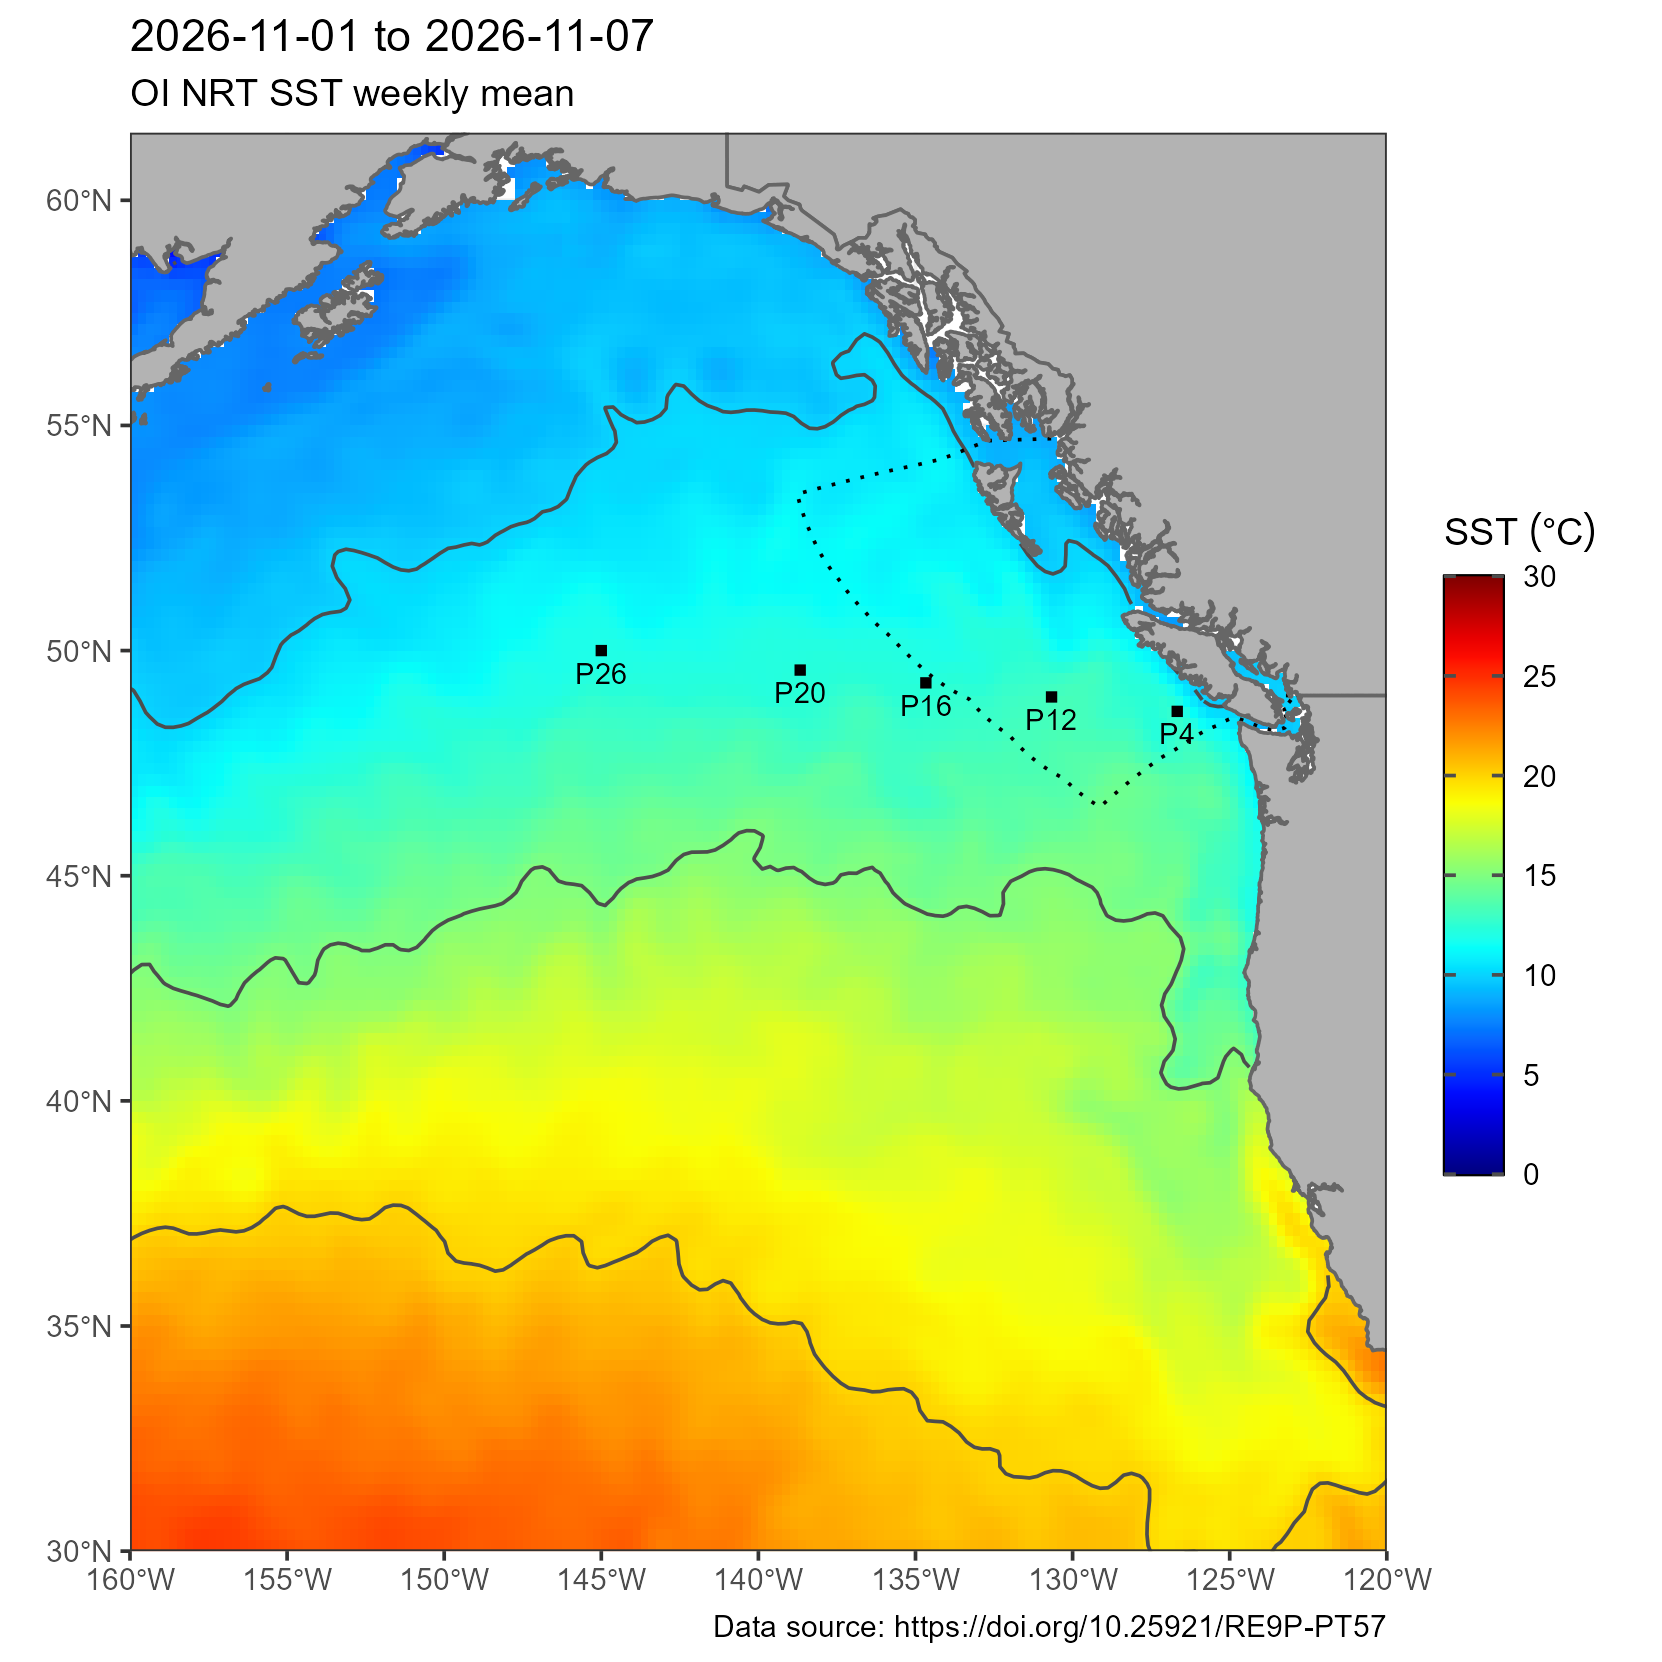 2026-11-01 to 2026-11-07
OI NRT SST weekly mean
60°N
55°N
50°N
45°N
40°N
35°N
30°N
P26
P20
P16
P12
P4
160°W
155°W
150°W
145°W
140°W
135°W
130°W
125°W
120°W
SST (°C)
30
25
20
15
10
5
0
Data source: https://doi.org/10.25921/RE9P-PT57